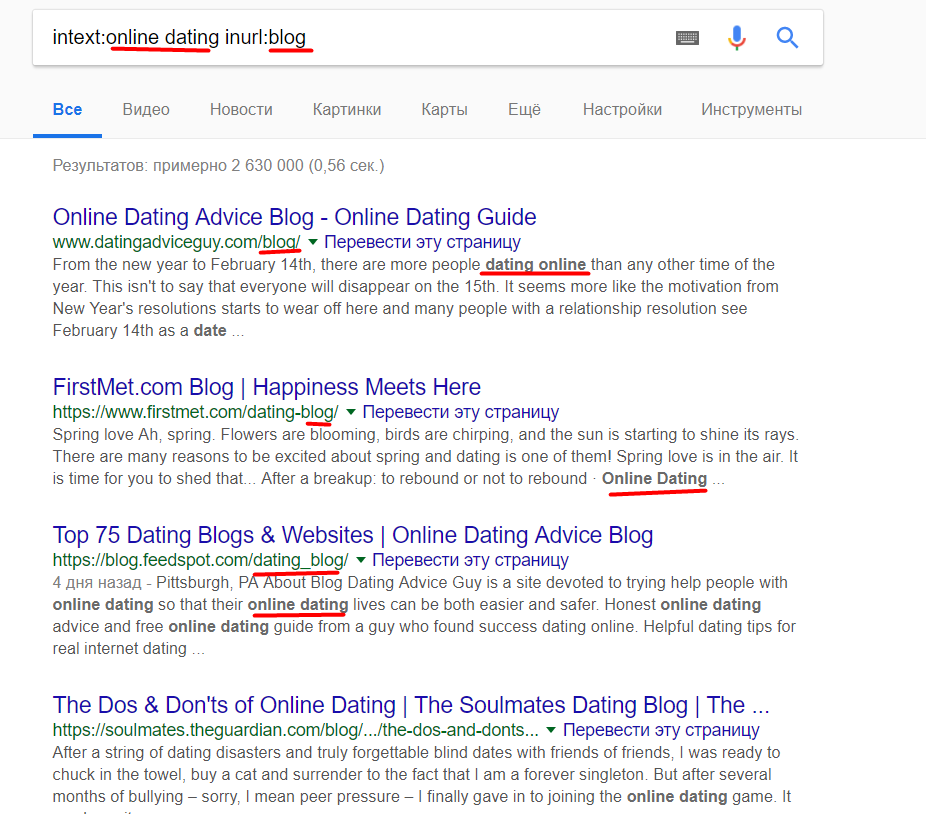 intext:online dating inurl:blog
Все Видео Новости Картинки Карты Ещё Настройки Инструменты
Результатов: примерно 2 630 000 (0,56 сек.)
Online Dating Advice Blog - Online Dating Guide
www.datingadviceguy.com/blog/ Перевести эту страницу
From the new year to February 14th, there are more people dating online than any other time of the
year. This isn't to say that everyone will disappear on the 15th. It seems more like the motivation from
New Year's resolutions starts to wear off here and many people with a relationship resolution see
February 14th as a date ...
FirstMet.com Blog | Happiness Meets Here
https://www.firstmet.com/dating-blog/ Перевести эту страницу
Spring love Ah, spring. Flowers are blooming, birds are chirping, and the sun is starting to shine its rays.
There are many reasons to be excited about spring and dating is one of them! Spring love is in the air. It
is time for you to shed that... After a breakup: to rebound or not to rebound · Online Dating ...
Top 75 Dating Blogs & Websites | Online Dating Advice Blog
https://blog.feedspot.com/dating_blog/ Перевести эту страницу
4 дня назад - Pittsburgh, PA About Blog Dating Advice Guy is a site devoted to trying help people with
online dating so that their online dating lives can be both easier and safer. Honest online dating
advice and free online dating guide from a guy who found success dating online. Helpful dating tips for
real internet dating ...
The Dos & Don'ts of Online Dating | The Soulmates Dating Blog | The ...
https://soulmates.theguardian.com/blog/.../the-dos-and-donts... Перевести эту страницу
After a string of dating disasters and truly forgettable blind dates with friends of friends, I was ready to
chuck in the towel, buy a cat and surrender to the fact that I am a forever singleton. But after several
months of bullying – sorry, I mean peer pressure – I finally gave in to joining the online dating game. It